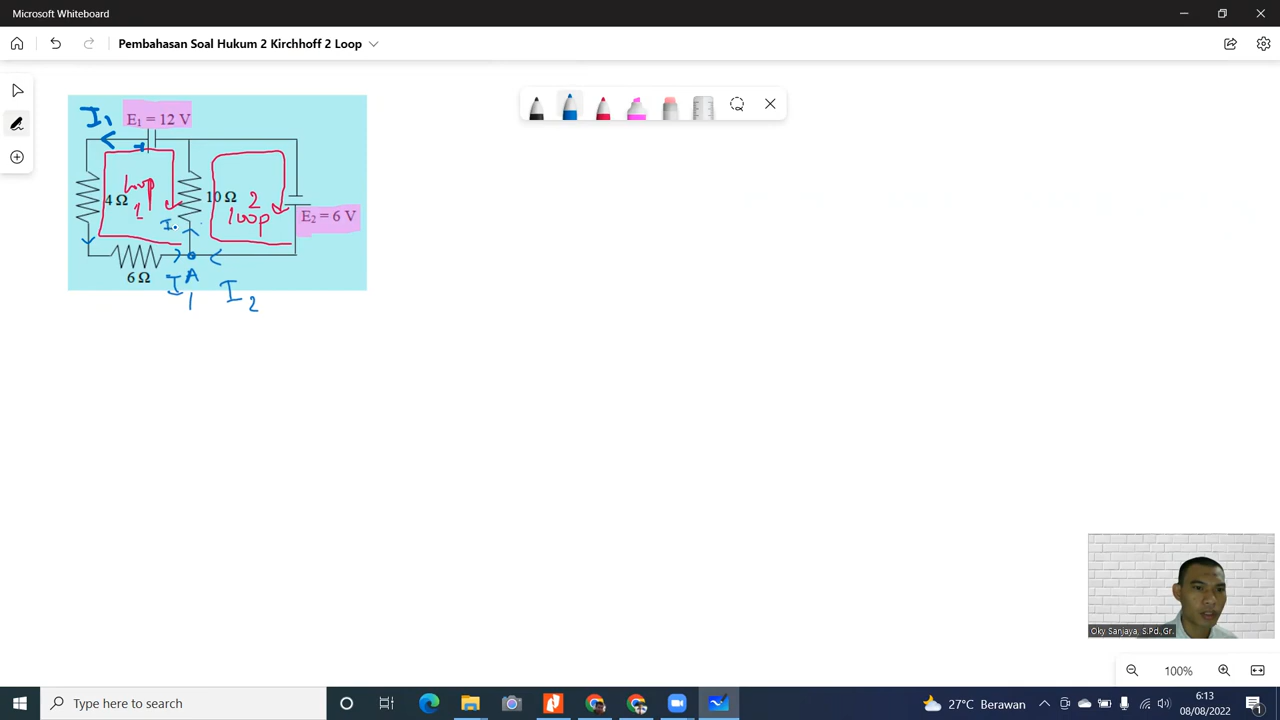 Microsoft Whiteboard
Pembahasan Soal Hukum 2 Kirchhoff 2 Loop
I1
E1 = 12 V
4 Ω
Loop
1
10 Ω
2
loop
E2 = 6 V
I
6 Ω
I1
A
I2
Oky Sanjaya, S.Pd.,Gr.
100%
Type here to search
27°C Berawan
6:13
08/08/2022
1